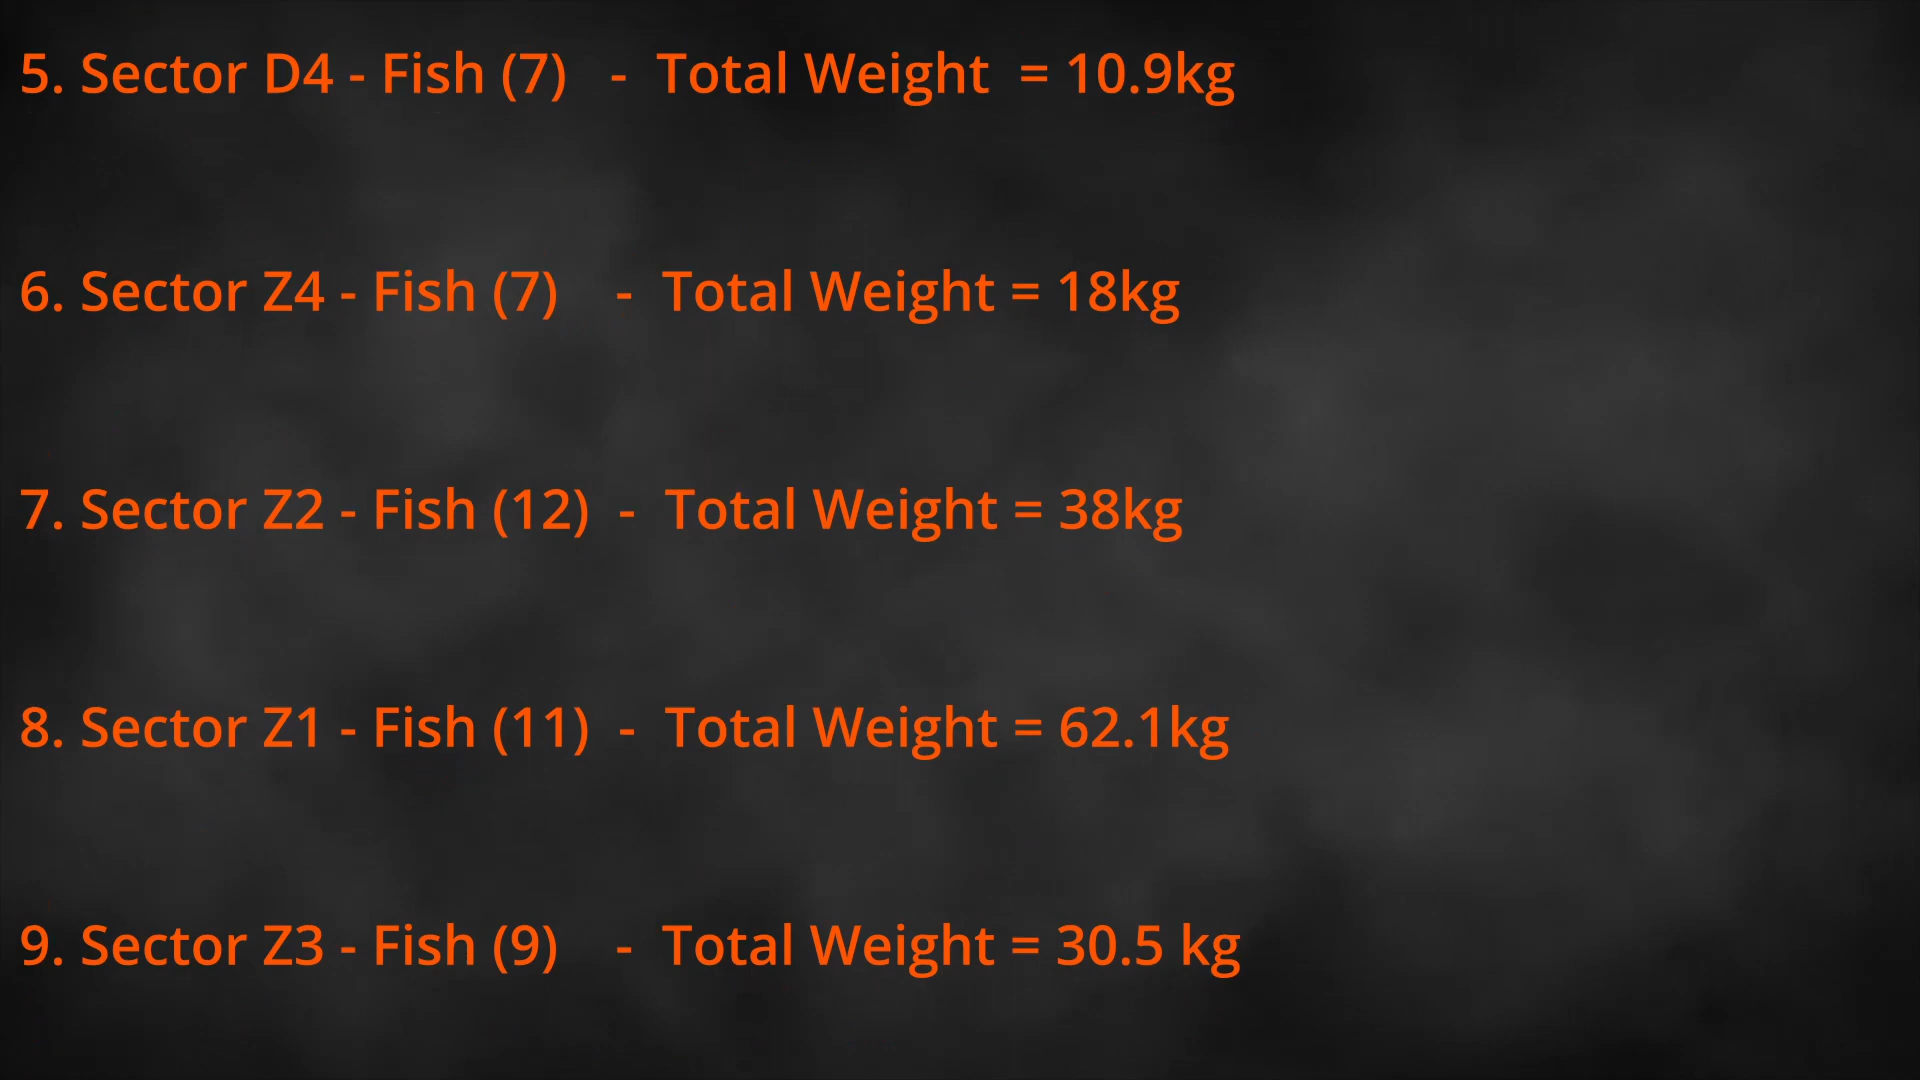 5. Sector D4 - Fish (7) - Total Weight = 10.9kg
6. Sector Z4 - Fish (7) - Total Weight = 18kg
7. Sector Z2 - Fish (12) - Total Weight = 38kg
8. Sector Z1 - Fish (11) - Total Weight = 62.1kg
9. Sector Z3 - Fish (9) - Total Weight = 30.5 kg